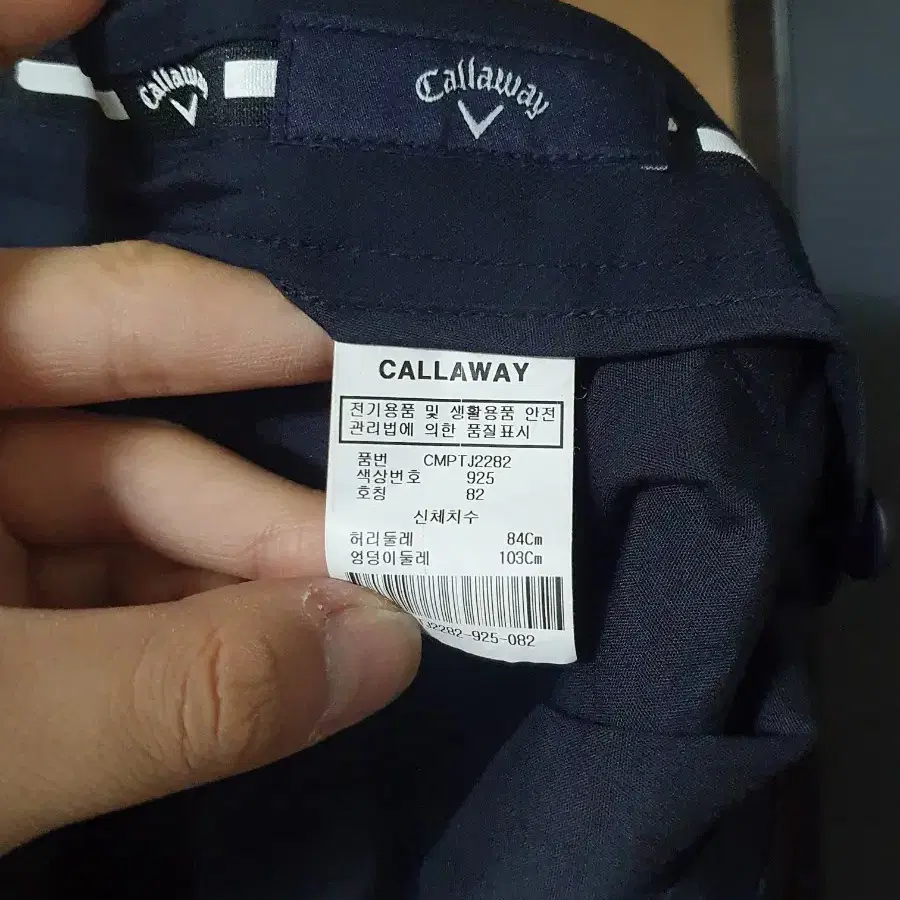 Callaway
Callaway
CALLAWAY
전기용품 및 생활용품 안전
관리법에 의한 품질표시
품번 CMPTJ2282
색상번호 925
호칭 82
신체치수
허리둘레 84Cm
엉덩이둘레 103Cm
J2282-925-082